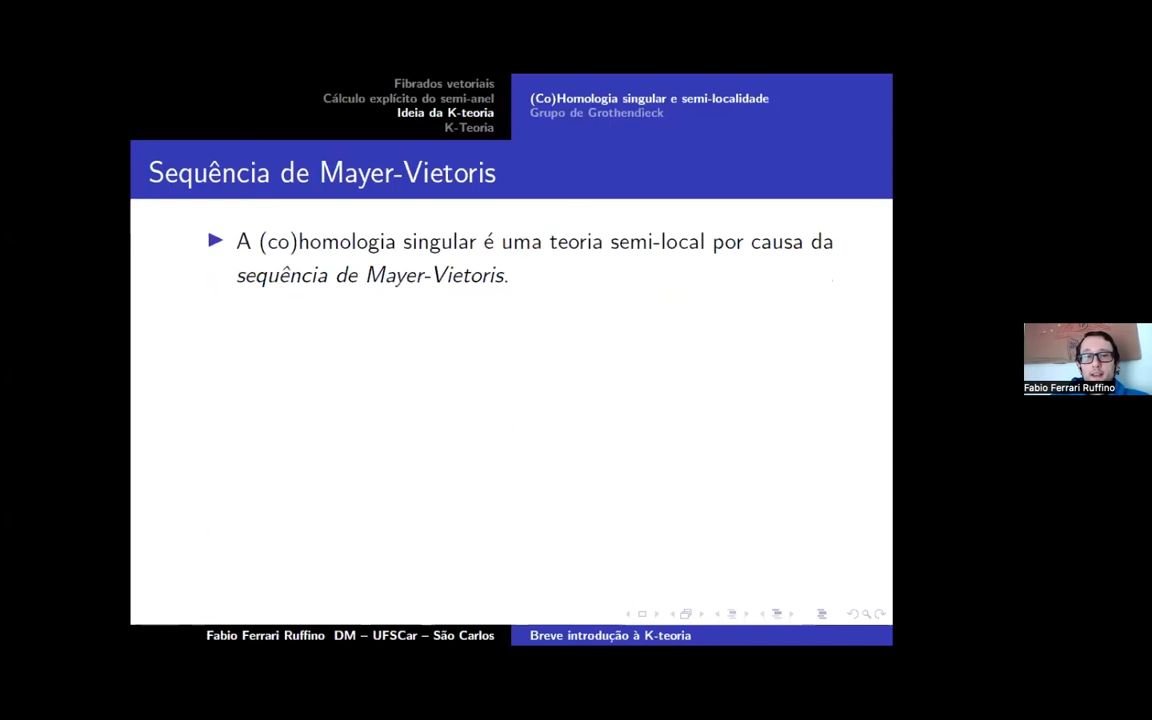 Fibrados vetoriais
Cálculo explícito do semi-anel
Ideia da K-teoria
K-Teoria
(Co)Homologia singular e semi-localidade
Grupo de Grothendieck
Sequência de Mayer-Vietoris
A (co)homologia singular é uma teoria semi-local por causa da
sequência de Mayer-Vietoris.
Fabio Ferrari Ruffino
Fabio Ferrari Ruffino DM – UFSCar – São Carlos
Breve introdução à K-teoria